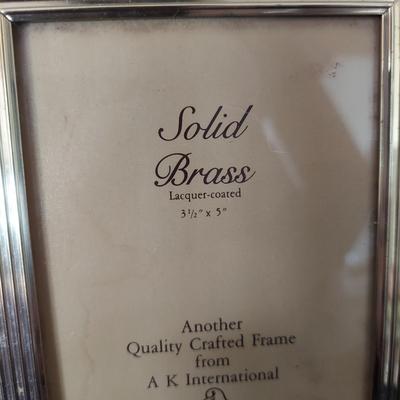 Solid
Brass
Lacquer-coated
3½" x 5"
Another
Quality Crafted Frame
from
A K International